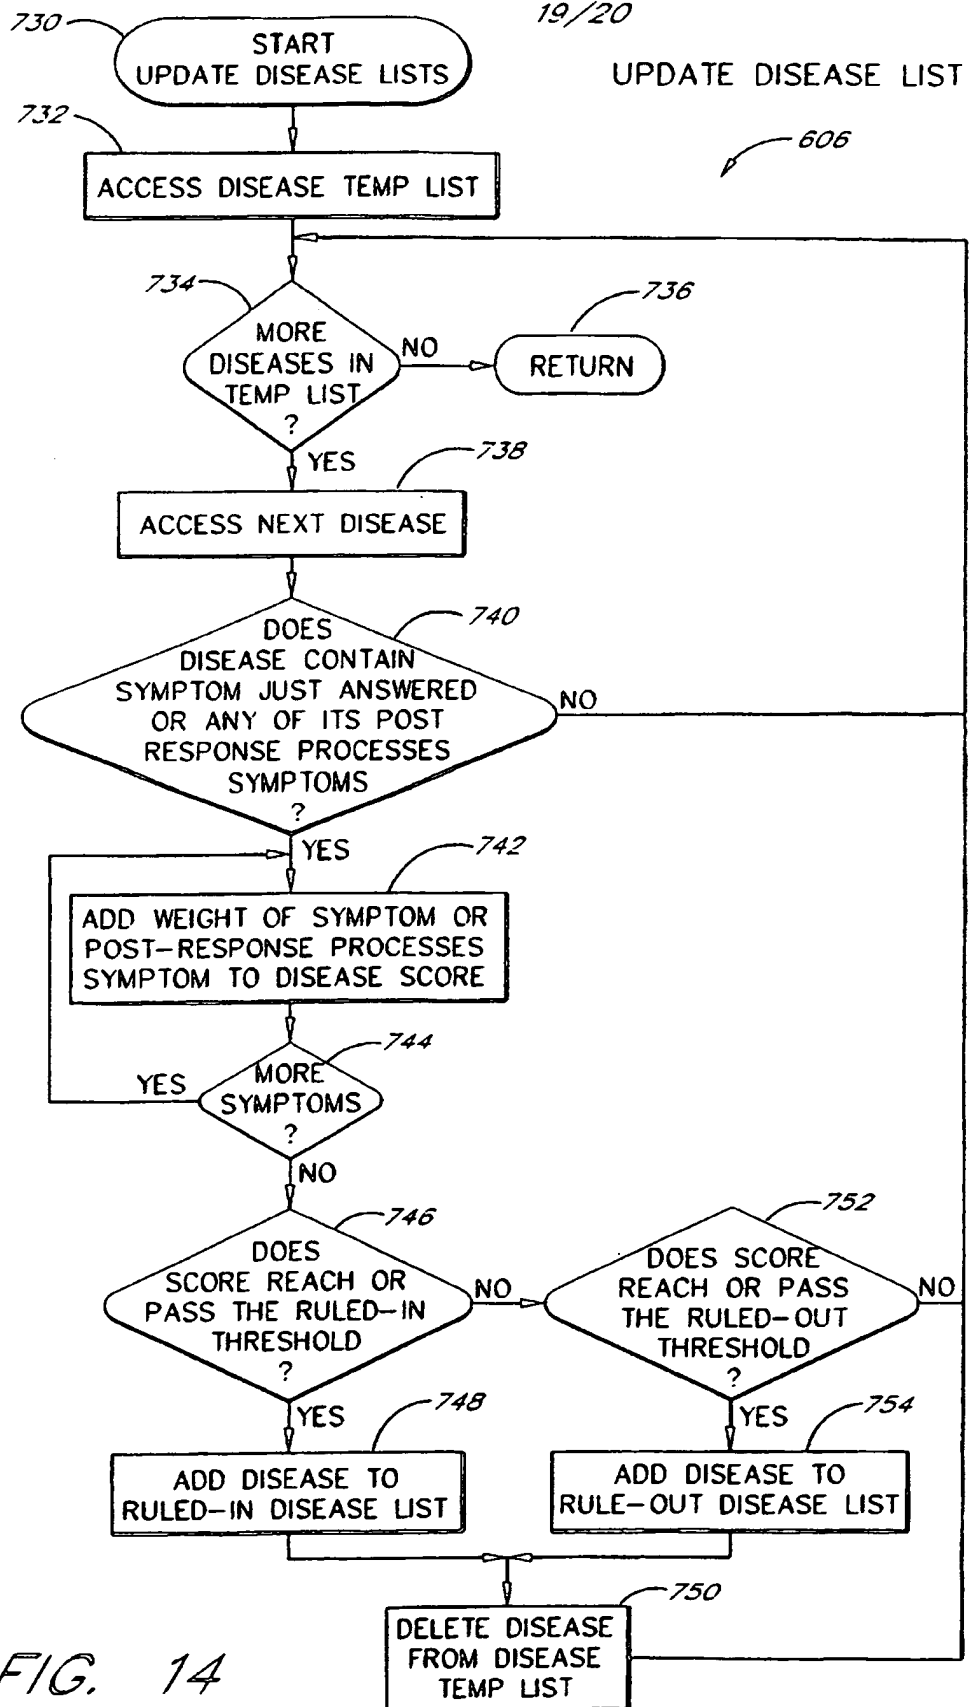 19/20
730
START
UPDATE DISEASE LISTS
UPDATE DISEASE LIST
606
732
ACCESS DISEASE TEMP LIST
734
MORE
DISEASES IN
TEMP LIST
?
NO
736
RETURN
YES
738
ACCESS NEXT DISEASE
740
DOES
DISEASE CONTAIN
SYMPTOM JUST ANSWERED
OR ANY OF ITS POST
RESPONSE PROCESSES
SYMPTOMS
?
NO
YES
742
ADD WEIGHT OF SYMPTOM OR
POST-RESPONSE PROCESSES
SYMPTOM TO DISEASE SCORE
744
MORE
SYMPTOMS
?
YES
NO
746
DOES
SCORE REACH OR
PASS THE RULED-IN
THRESHOLD
?
NO
752
DOES SCORE
REACH OR PASS
THE RULED-OUT
THRESHOLD
?
NO
YES
748
ADD DISEASE TO
RULED-IN DISEASE LIST
YES
754
ADD DISEASE TO
RULE-OUT DISEASE LIST
750
DELETE DISEASE
FROM DISEASE
TEMP LIST
FIG. 14